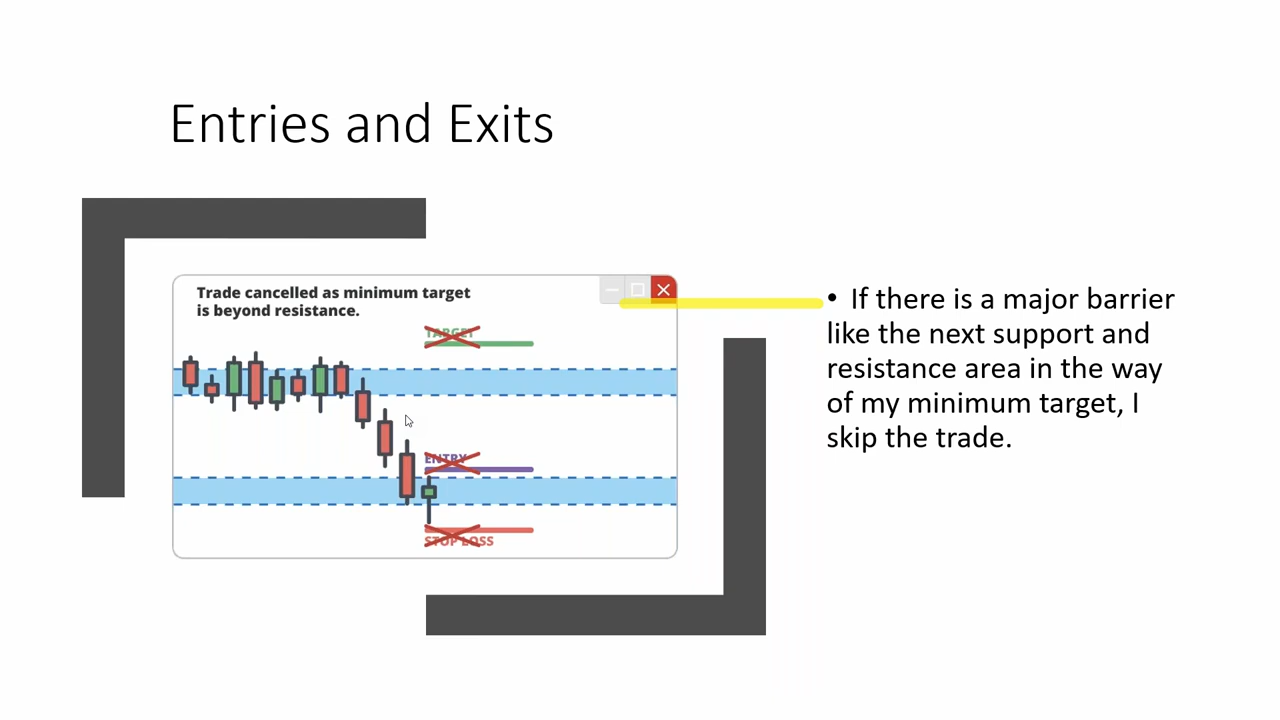 Entries and Exits
Trade cancelled as minimum target
is beyond resistance.
TARGET
ENTRY
STOP LOSS
• If there is a major barrier
like the next support and
resistance area in the way
of my minimum target, I
skip the trade.